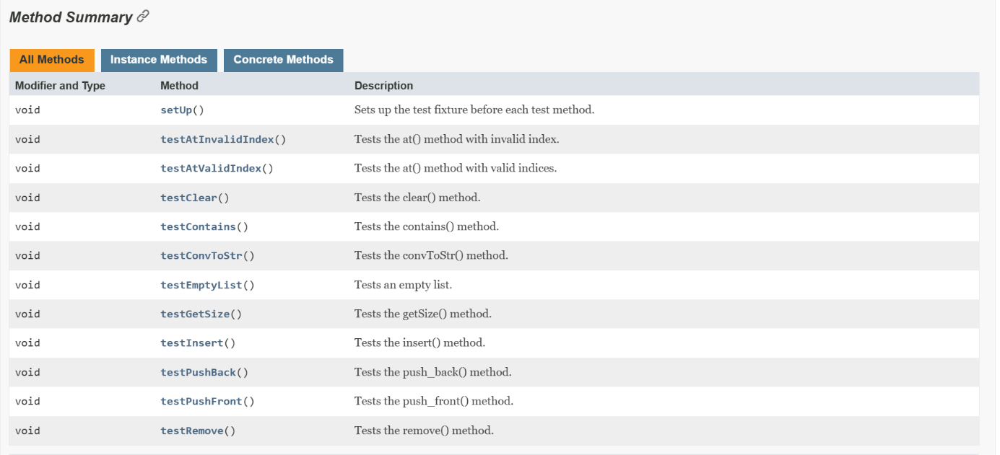 Method Summary
All Methods Instance Methods Concrete Methods
Modifier and Type Method Description
void setUp() Sets up the test fixture before each test method.
void testAtInvalidIndex() Tests the at() method with invalid index.
void testAtValidIndex() Tests the at() method with valid indices.
void testClear() Tests the clear() method.
void testContains() Tests the contains() method.
void testConvToStr() Tests the convToStr() method.
void testEmptyList() Tests an empty list.
void testGetSize() Tests the getSize() method.
void testInsert() Tests the insert() method.
void testPushBack() Tests the push_back() method.
void testPushFront() Tests the push_front() method.
void testRemove() Tests the remove() method.